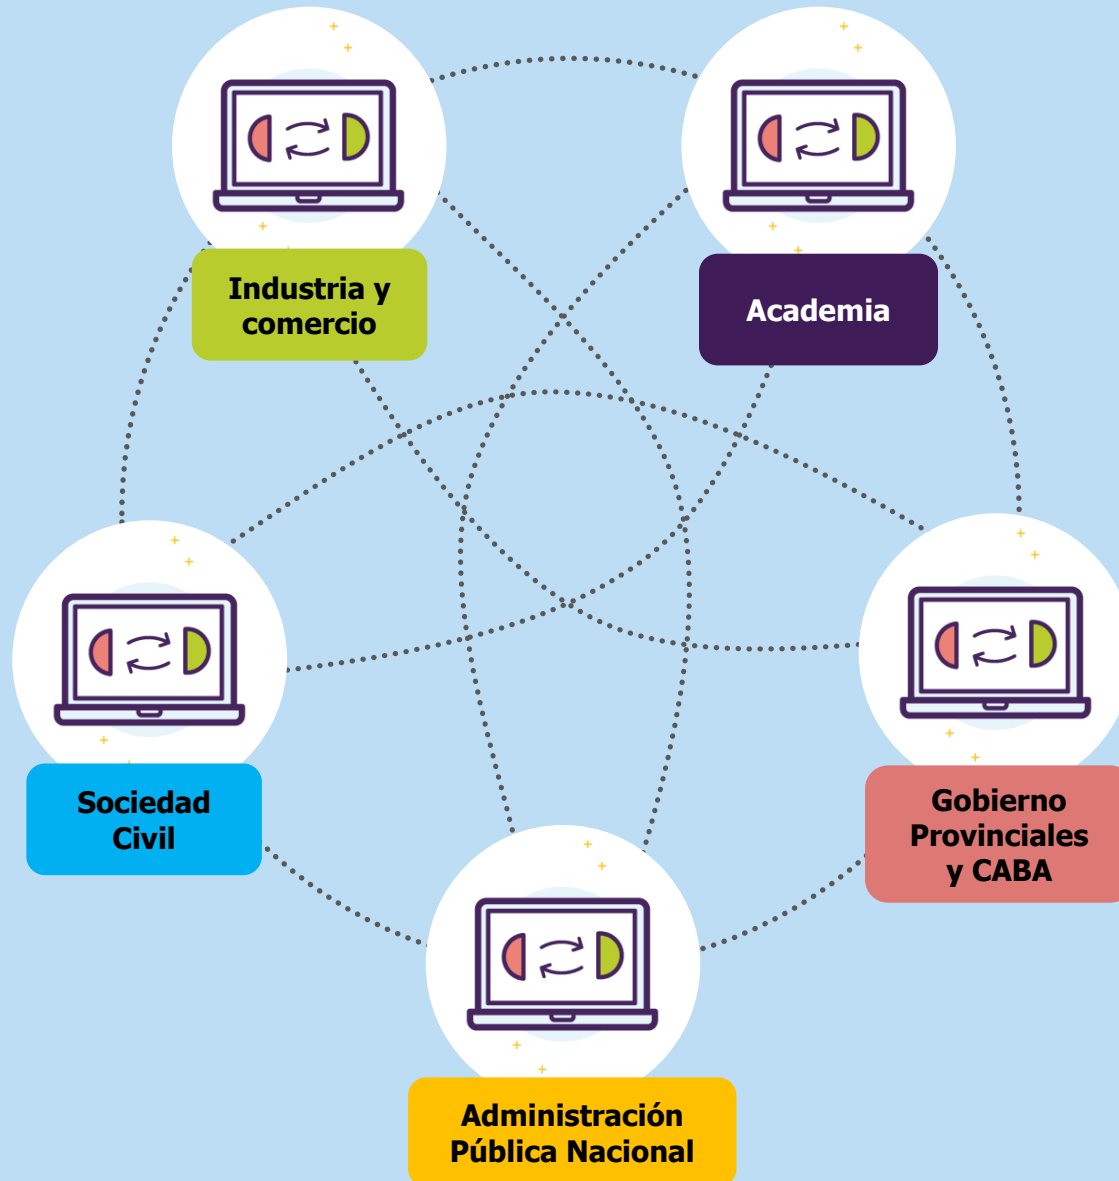 Industria y
comercio
Academia
Sociedad
Civil
Gobierno
Provinciales
y CABA
Administración
Pública Nacional